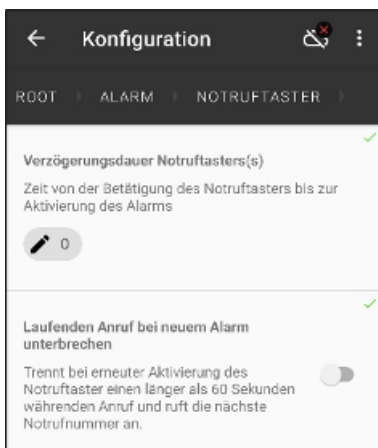 Konfiguration
ROOT ALARM NOTRUFTASTER
Verzögerungsdauer Notruftasters(s)
Zeit von der Betätigung des Notruftasters bis zur
Aktivierung des Alarms
0
Laufenden Anruf bei neuem Alarm
unterbrechen
Trennt bei erneuter Aktivierung des
Notruftaster einen länger als 60 Sekunden
währenden Anruf und ruft die nächste
Notrufnummer an.